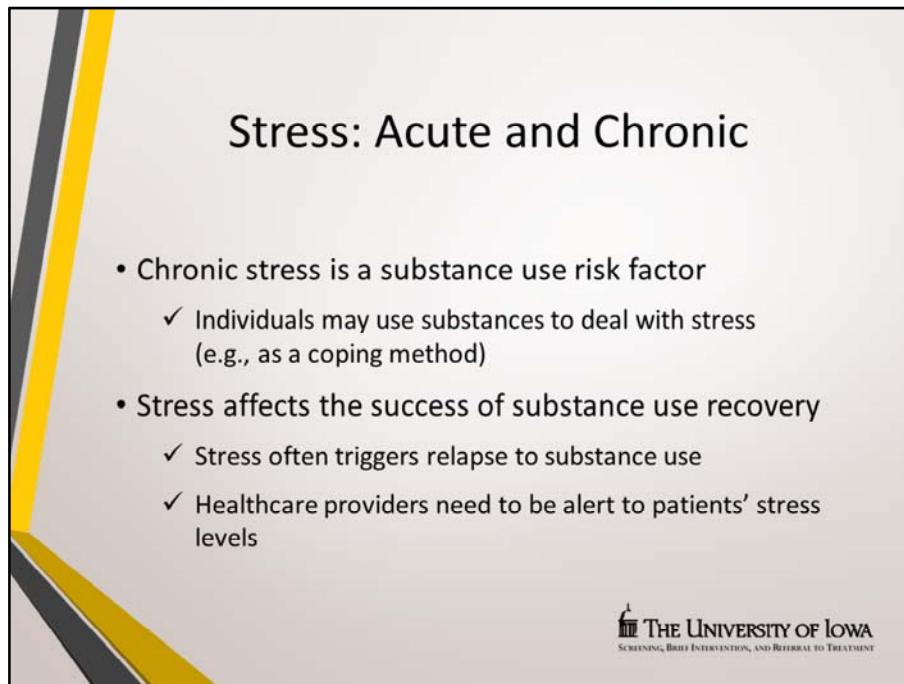 Stress: Acute and Chronic
• Chronic stress is a substance use risk factor
✓ Individuals may use substances to deal with stress
(e.g., as a coping method)
• Stress affects the success of substance use recovery
✓ Stress often triggers relapse to substance use
✓ Healthcare providers need to be alert to patients’ stress
levels
THE UNIVERSITY OF IOWA
SCREENING, BRIEF INTERVENTION, AND REFERRAL TO TREATMENT